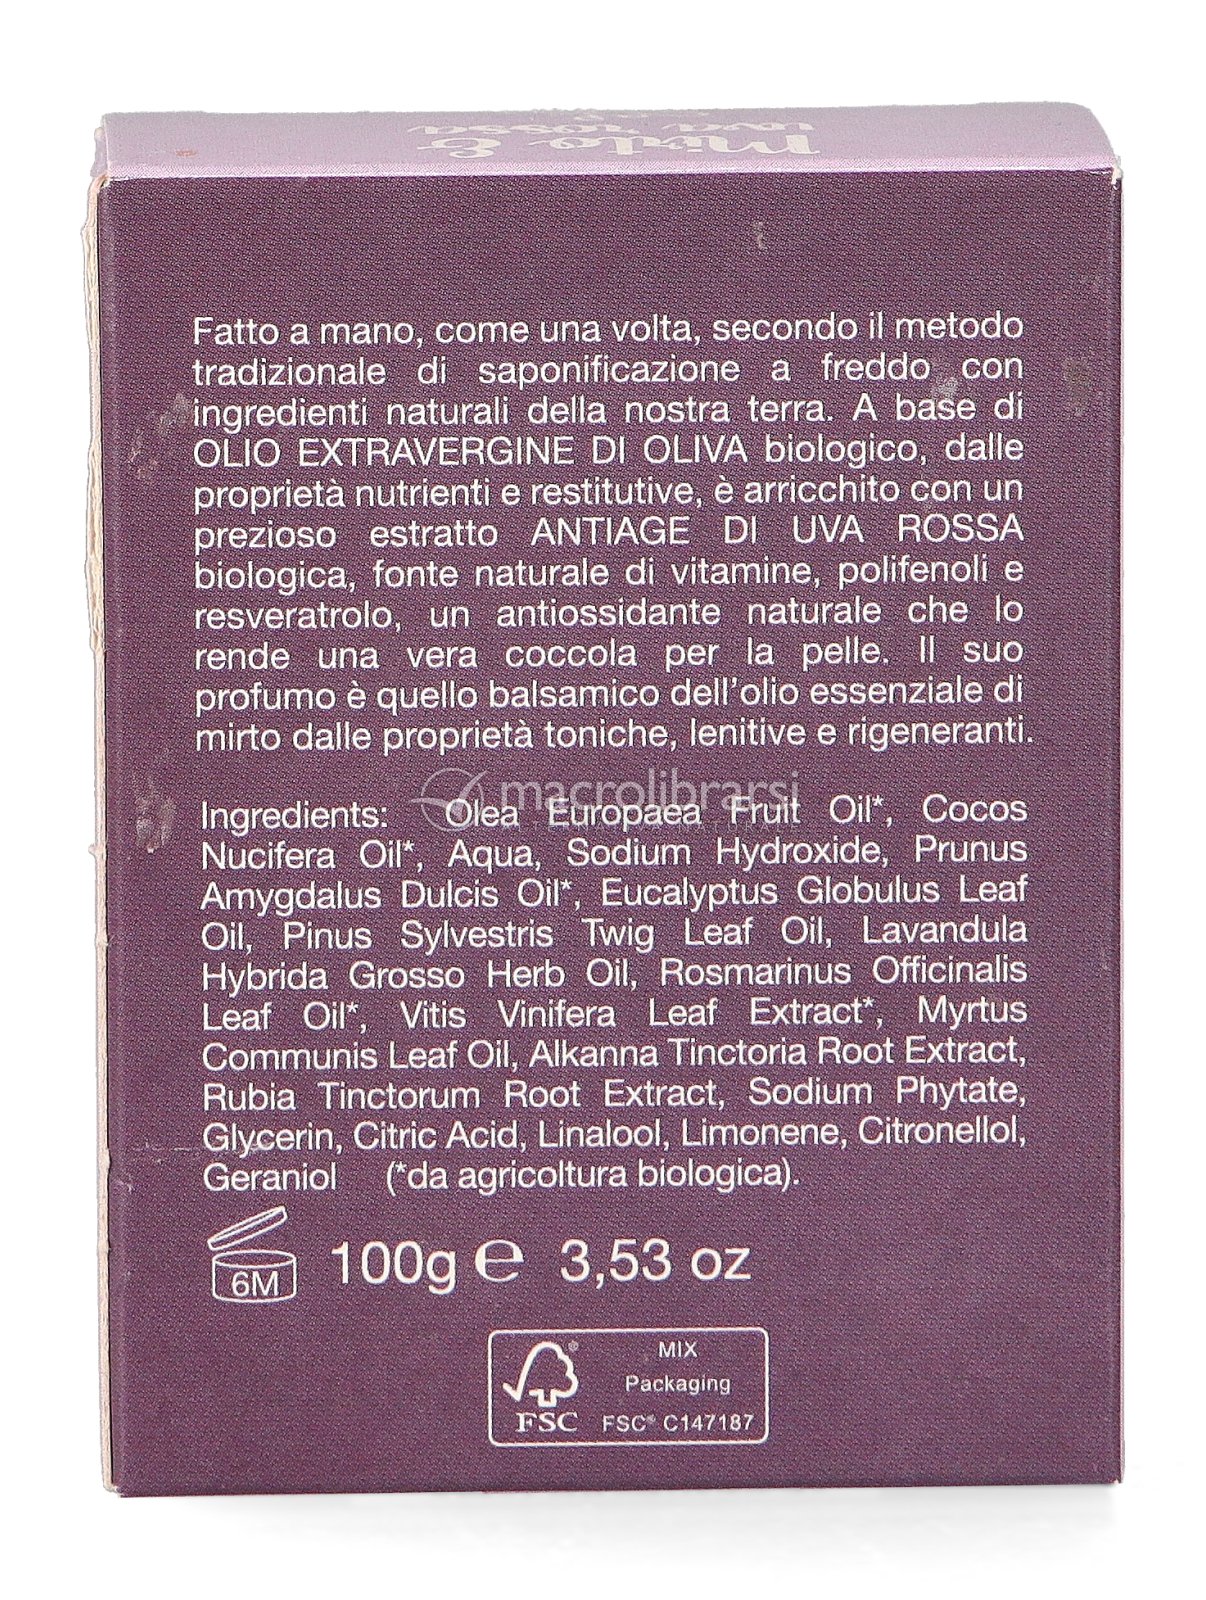 Mirto &
uva rossa
Fatto a mano, come una volta, secondo il metodo
tradizionale di saponificazione a freddo con
ingredienti naturali della nostra terra. A base di
OLIO EXTRAVERGINE DI OLIVA biologico, dalle
proprietà nutrienti e restitutive, è arricchito con un
prezioso estratto ANTIAGE DI UVA ROSSA
biologica, fonte naturale di vitamine, polifenoli e
resveratrolo, un antiossidante naturale che lo
rende una vera coccola per la pelle. Il suo
profumo è quello balsamico dell'olio essenziale di
mirto dalle proprietà toniche, lenitive e rigeneranti.
macrolibrarsi
Ingredients: Olea Europaea Fruit Oil*, Cocos
Nucifera Oil*, Aqua, Sodium Hydroxide, Prunus
Amygdalus Dulcis Oil*, Eucalyptus Globulus Leaf
Oil, Pinus Sylvestris Twig Leaf Oil, Lavandula
Hybrida Grosso Herb Oil, Rosmarinus Officinalis
Leaf Oil*, Vitis Vinifera Leaf Extract*, Myrtus
Communis Leaf Oil, Alkanna Tinctoria Root Extract,
Rubia Tinctorum Root Extract, Sodium Phytate,
Glycerin, Citric Acid, Linalool, Limonene, Citronellol,
Geraniol (*da agricoltura biologica).
6M 100g e 3,53 oz
MIX
Packaging
FSC® C147187
FSC ®